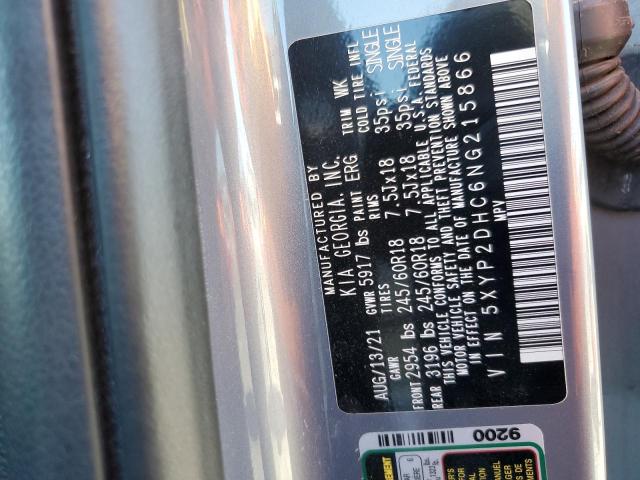 MANUFACTURED BY
KIA GEORGIA, INC.
AUG/13/21 GVWR 5917 lbs PAINT ERG TRIM WK
GAWR TIRES RIMS COLD TIRE INFL
FRONT 2954 lbs 245/60R18 7.5Jx18 35psi SINGLE
REAR 3196 lbs 245/60R18 7.5Jx18 35psi SINGLE
THIS VEHICLE CONFORMS TO ALL APPLICABLE U.S.A. FEDERAL
MOTOR VEHICLE SAFETY AND THEFT PREVENTION STANDARDS
IN EFFECT ON THE DATE OF MANUFACTURE SHOWN ABOVE
VIN 5XYP2DHC6NG215866
MPV
9200